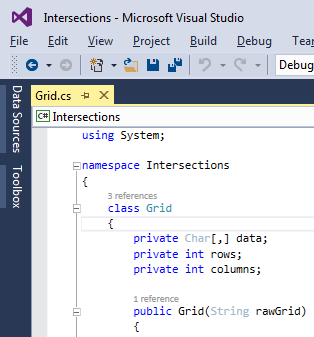 Intersections - Microsoft Visual Studio
File Edit View Project Build Debug
Debug
Data Sources
Toolbox
Grid.cs
C# Intersections
using System;
namespace Intersections
{
3 references
class Grid
{
private Char[,] data;
private int rows;
private int columns;
1 reference
public Grid(String rawGrid)
{